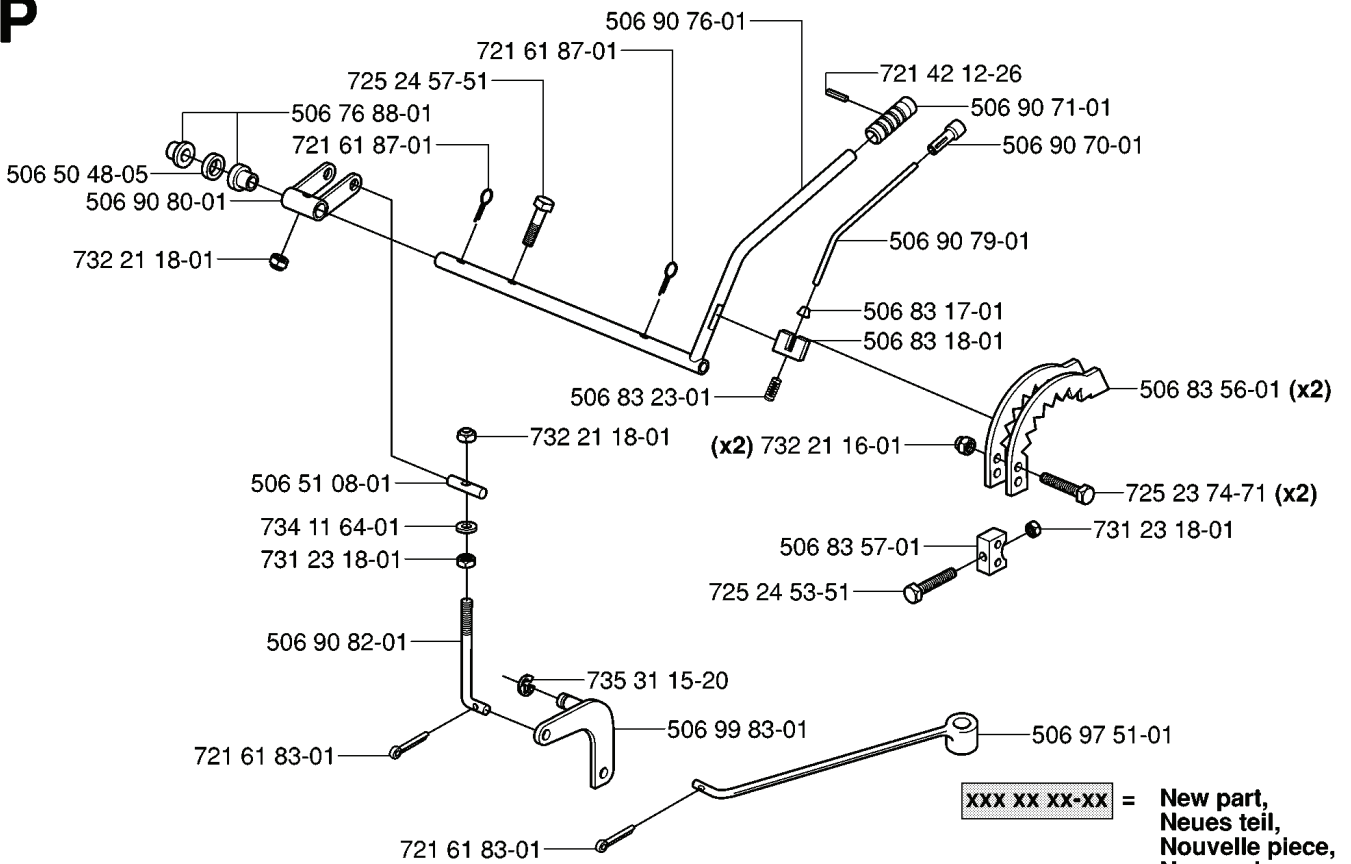 P
506 90 76-01
721 61 87-01
725 24 57-51
721 42 12-26
506 76 88-01
506 90 71-01
721 61 87-01
506 90 70-01
506 50 48-05
506 90 80-01
506 90 79-01
732 21 18-01
506 83 17-01
506 83 18-01
506 83 23-01
506 83 56-01 (x2)
732 21 18-01
(x2) 732 21 16-01
506 51 08-01
725 23 74-71 (x2)
734 11 64-01
731 23 18-01
506 83 57-01
731 23 18-01
725 24 53-51
506 90 82-01
735 31 15-20
506 99 83-01
506 97 51-01
721 61 83-01
xxx xx xx-xx = New part,
Neues teil,
Nouvelle piece,
721 61 83-01